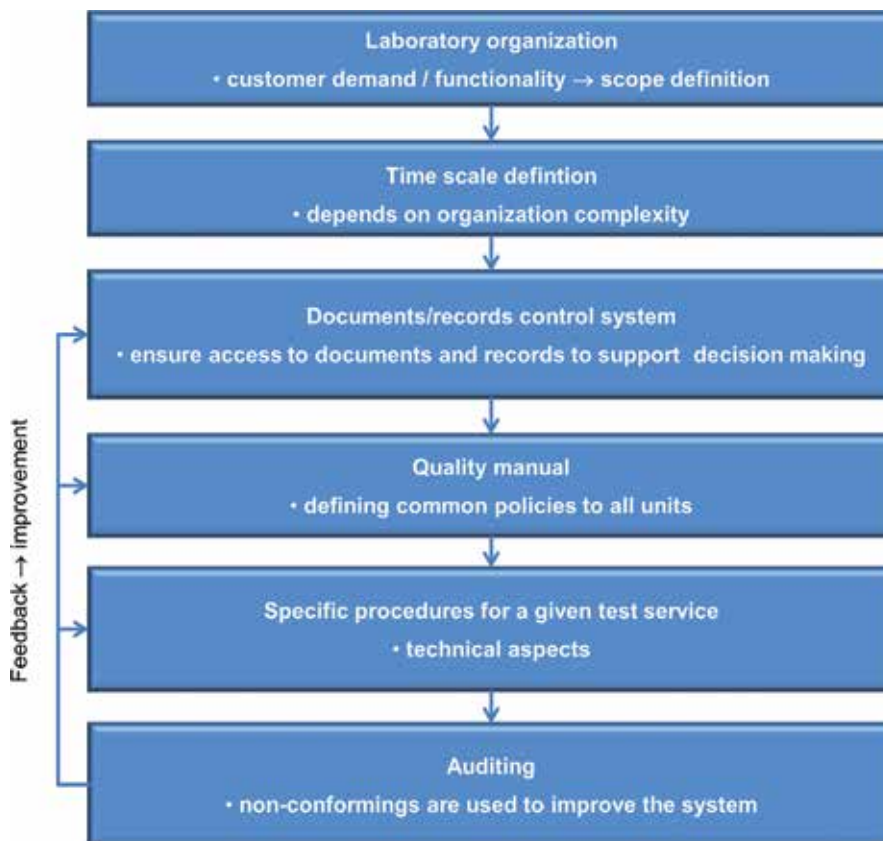 Laboratory organization
• customer demand / functionality → scope definition
Time scale defintion
• depends on organization complexity
Documents/records control system
• ensure access to documents and records to support decision making
Quality manual
• defining common policies to all units
Specific procedures for a given test service
• technical aspects
Auditing
• non-conformings are used to improve the system
Feedback → improvement